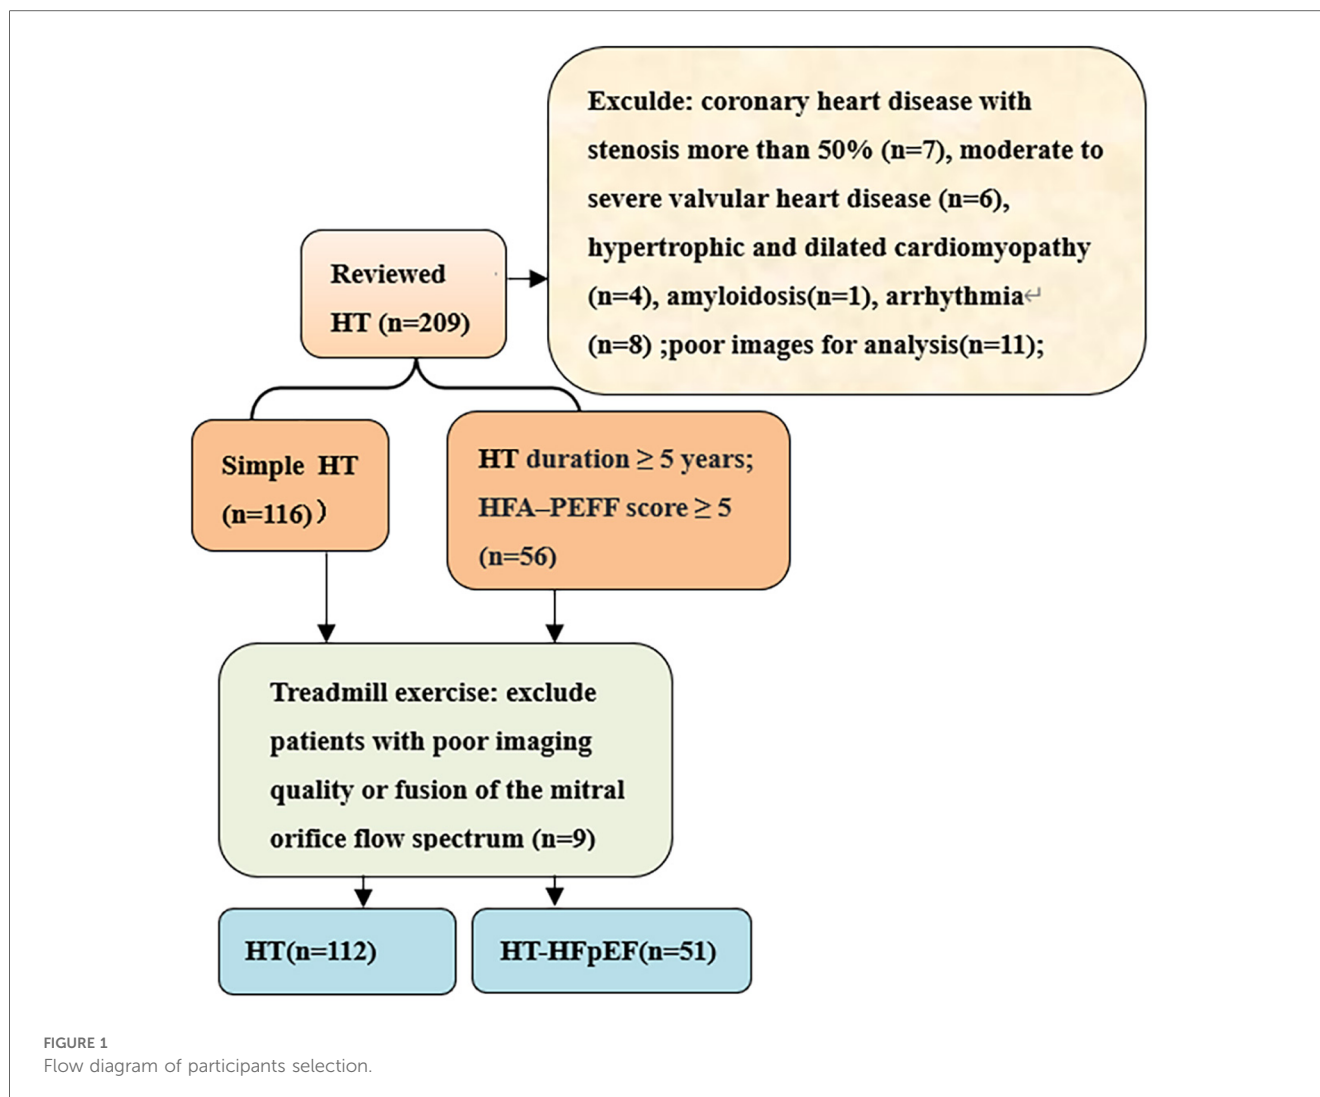 Exculde: coronary heart disease with
stenosis more than 50% (n=7), moderate to
severe valvular heart disease (n=6),
hypertrophic and dilated cardiomyopathy
(n=4), amyloidosis(n=1), arrhythmia↵
(n=8) ;poor images for analysis(n=11);
Reviewed
HT (n=209)
Simple HT
(n=116)）
HT duration ≥ 5 years;
HFA–PEFF score ≥ 5
(n=56)
Treadmill exercise: exclude
patients with poor imaging
quality or fusion of the mitral
orifice flow spectrum (n=9)
HT(n=112)
HT-HFpEF(n=51)
FIGURE 1
Flow diagram of participants selection.